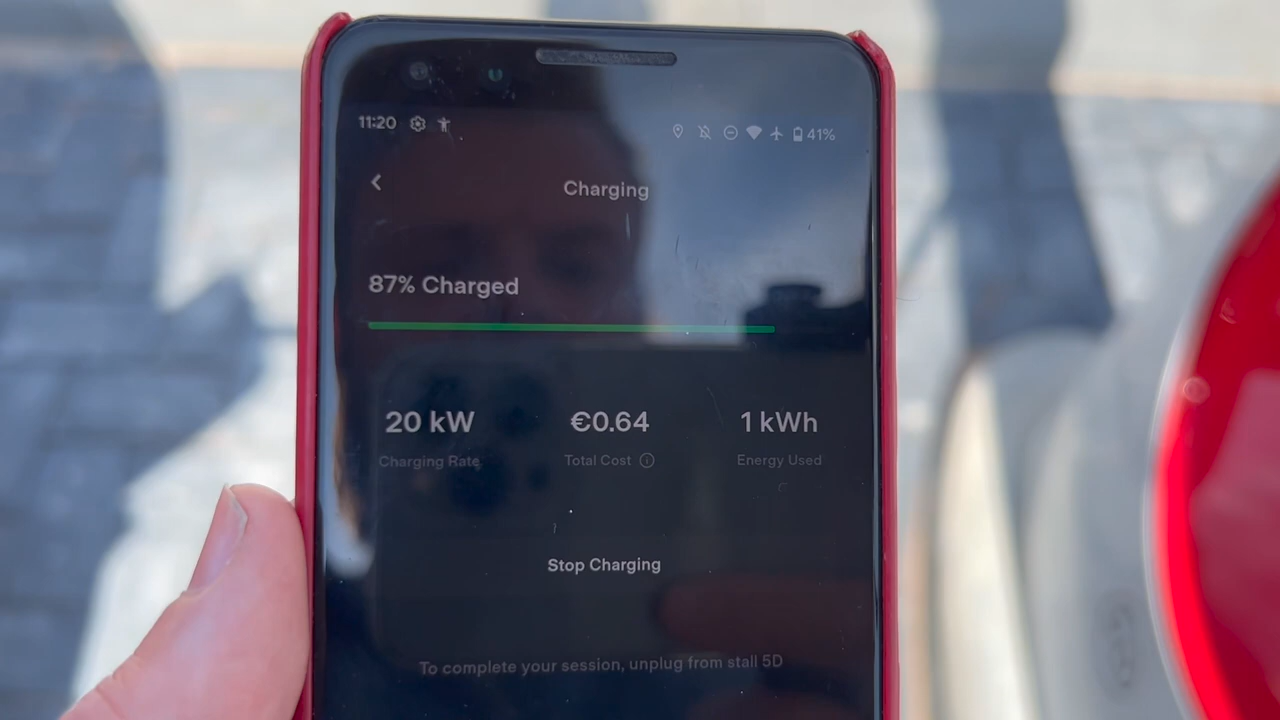 11:20 41%
Charging
87% Charged
20 kW €0.64 1 kWh
Charging Rate Total Cost Energy Used
Stop Charging
To complete your session, unplug from stall 5D